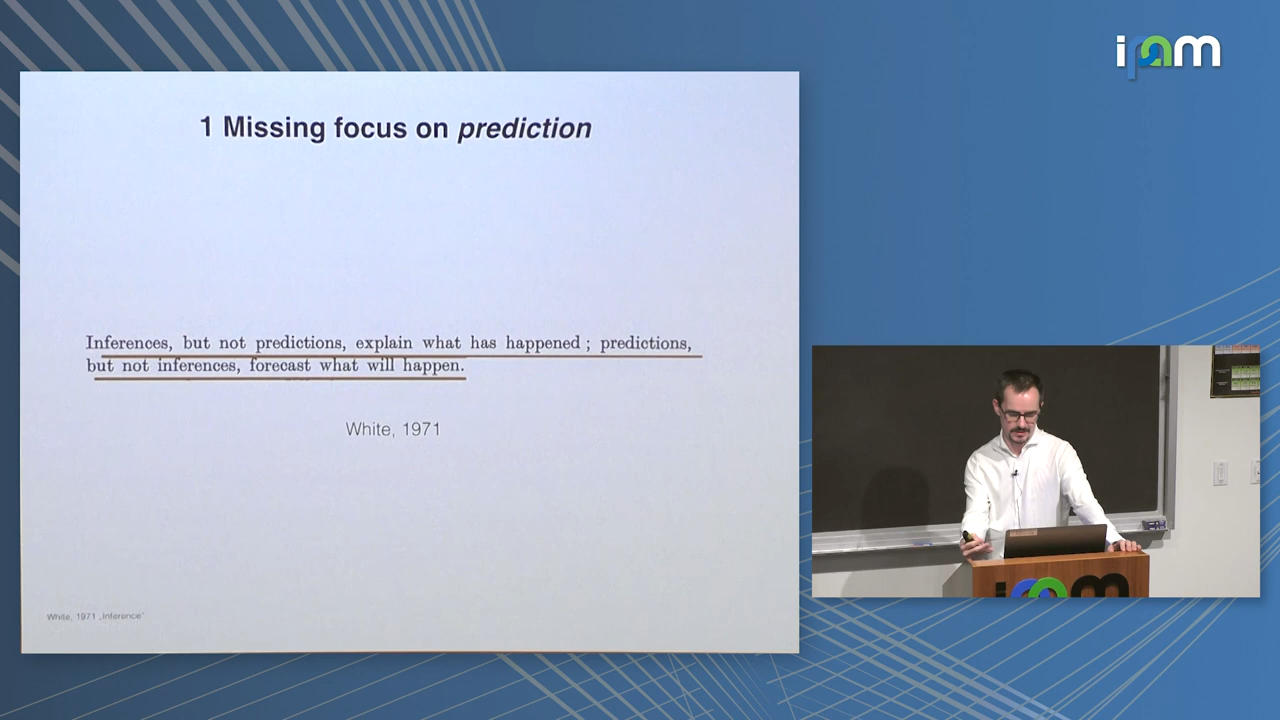 ipam
1 Missing focus on prediction
Inferences, but not predictions, explain what has happened ; predictions,
but not inferences, forecast what will happen.
White, 1971
White, 1971 „Inference“
ipam